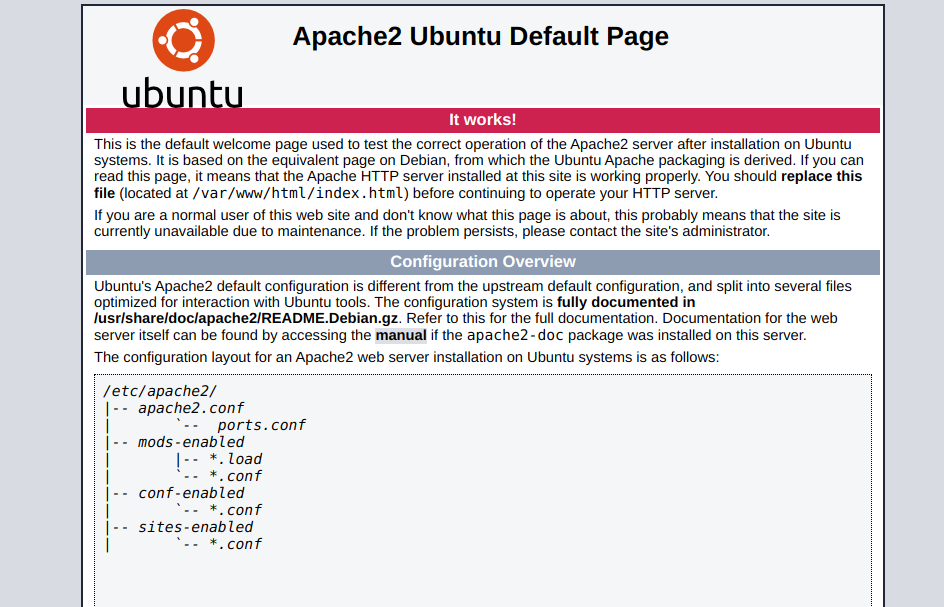 Apache2 Ubuntu Default Page
ubuntu
It works!
This is the default welcome page used to test the correct operation of the Apache2 server after installation on Ubuntu
systems. It is based on the equivalent page on Debian, from which the Ubuntu Apache packaging is derived. If you can
read this page, it means that the Apache HTTP server installed at this site is working properly. You should replace this
file (located at /var/www/html/index.html) before continuing to operate your HTTP server.
If you are a normal user of this web site and don't know what this page is about, this probably means that the site is
currently unavailable due to maintenance. If the problem persists, please contact the site's administrator.
Configuration Overview
Ubuntu's Apache2 default configuration is different from the upstream default configuration, and split into several files
optimized for interaction with Ubuntu tools. The configuration system is fully documented in
/usr/share/doc/apache2/README.Debian.gz. Refer to this for the full documentation. Documentation for the web
server itself can be found by accessing the manual if the apache2-doc package was installed on this server.
The configuration layout for an Apache2 web server installation on Ubuntu systems is as follows:
/etc/apache2/
|-- apache2.conf
|       `--  ports.conf
|-- mods-enabled
|       |-- *.load
|       `-- *.conf
|-- conf-enabled
|       `-- *.conf
|-- sites-enabled
|       `-- *.conf